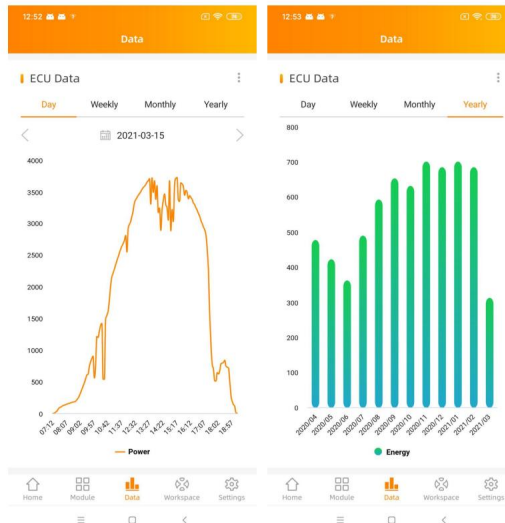 12:52
Data
ECU Data
Day Weekly Monthly Yearly
2021-03-15
4000
3500
3000
2500
2000
1500
1000
500
0
07:12 08:07 09:02 09:57 10:42 11:37 12:32 13:27 14:22 15:17 16:12 17:07 18:02 18:57
Power
Home Module Data Workspace Settings
12:53
Data
ECU Data
Day Weekly Monthly Yearly
800
700
600
500
400
300
200
100
0
2020/04 2020/05 2020/06 2020/07 2020/08 2020/09 2020/10 2020/11 2020/12 2021/01 2021/02 2021/03
Energy
Home Module Data Workspace Settings